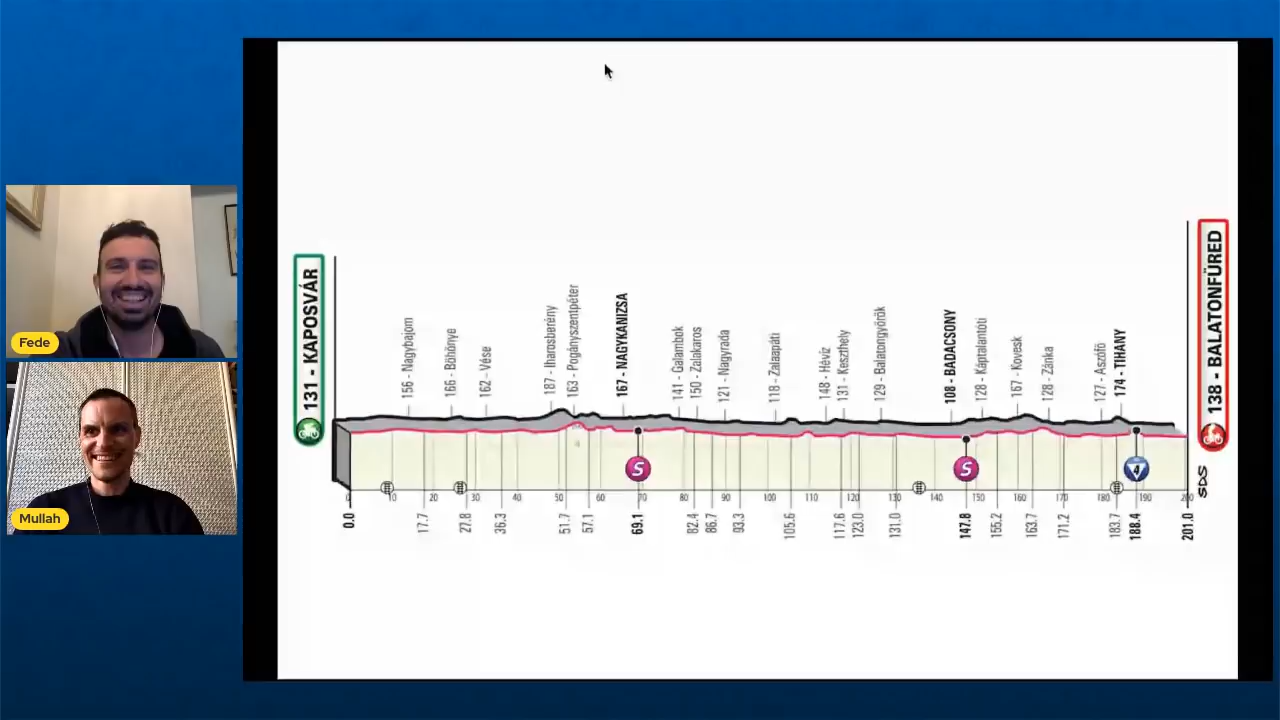 Fede
Mullah
131 - KAPOSVÁR
156 - Nagybajom
166 - Böhönye
162 - Vése
187 - Iharosberény
163 - Pogányszentpéter
167 - NAGYKANIZSA
141 - Galambok
150 - Zalakaros
121 - Nagyrada
118 - Zalaapáti
148 - Hévíz
131 - Keszthely
129 - Balatongyörök
108 - BADACSONY
128 - Káptalantóti
167 - Kovesk
128 - Zánka
127 - Aszófő
174 - TIHANY
138 - BALATONFÜRED
S
S
4
0 10 20 30 40 50 60 70 80 90 100 110 120 130 140 150 160 170 180 190 200
SDS
0.0
17.7
27.8
36.3
51.7
57.1
69.1
82.4
86.7
93.3
105.6
117.6
123.0
131.0
147.8
155.2
163.7
171.2
183.7
188.4
201.0